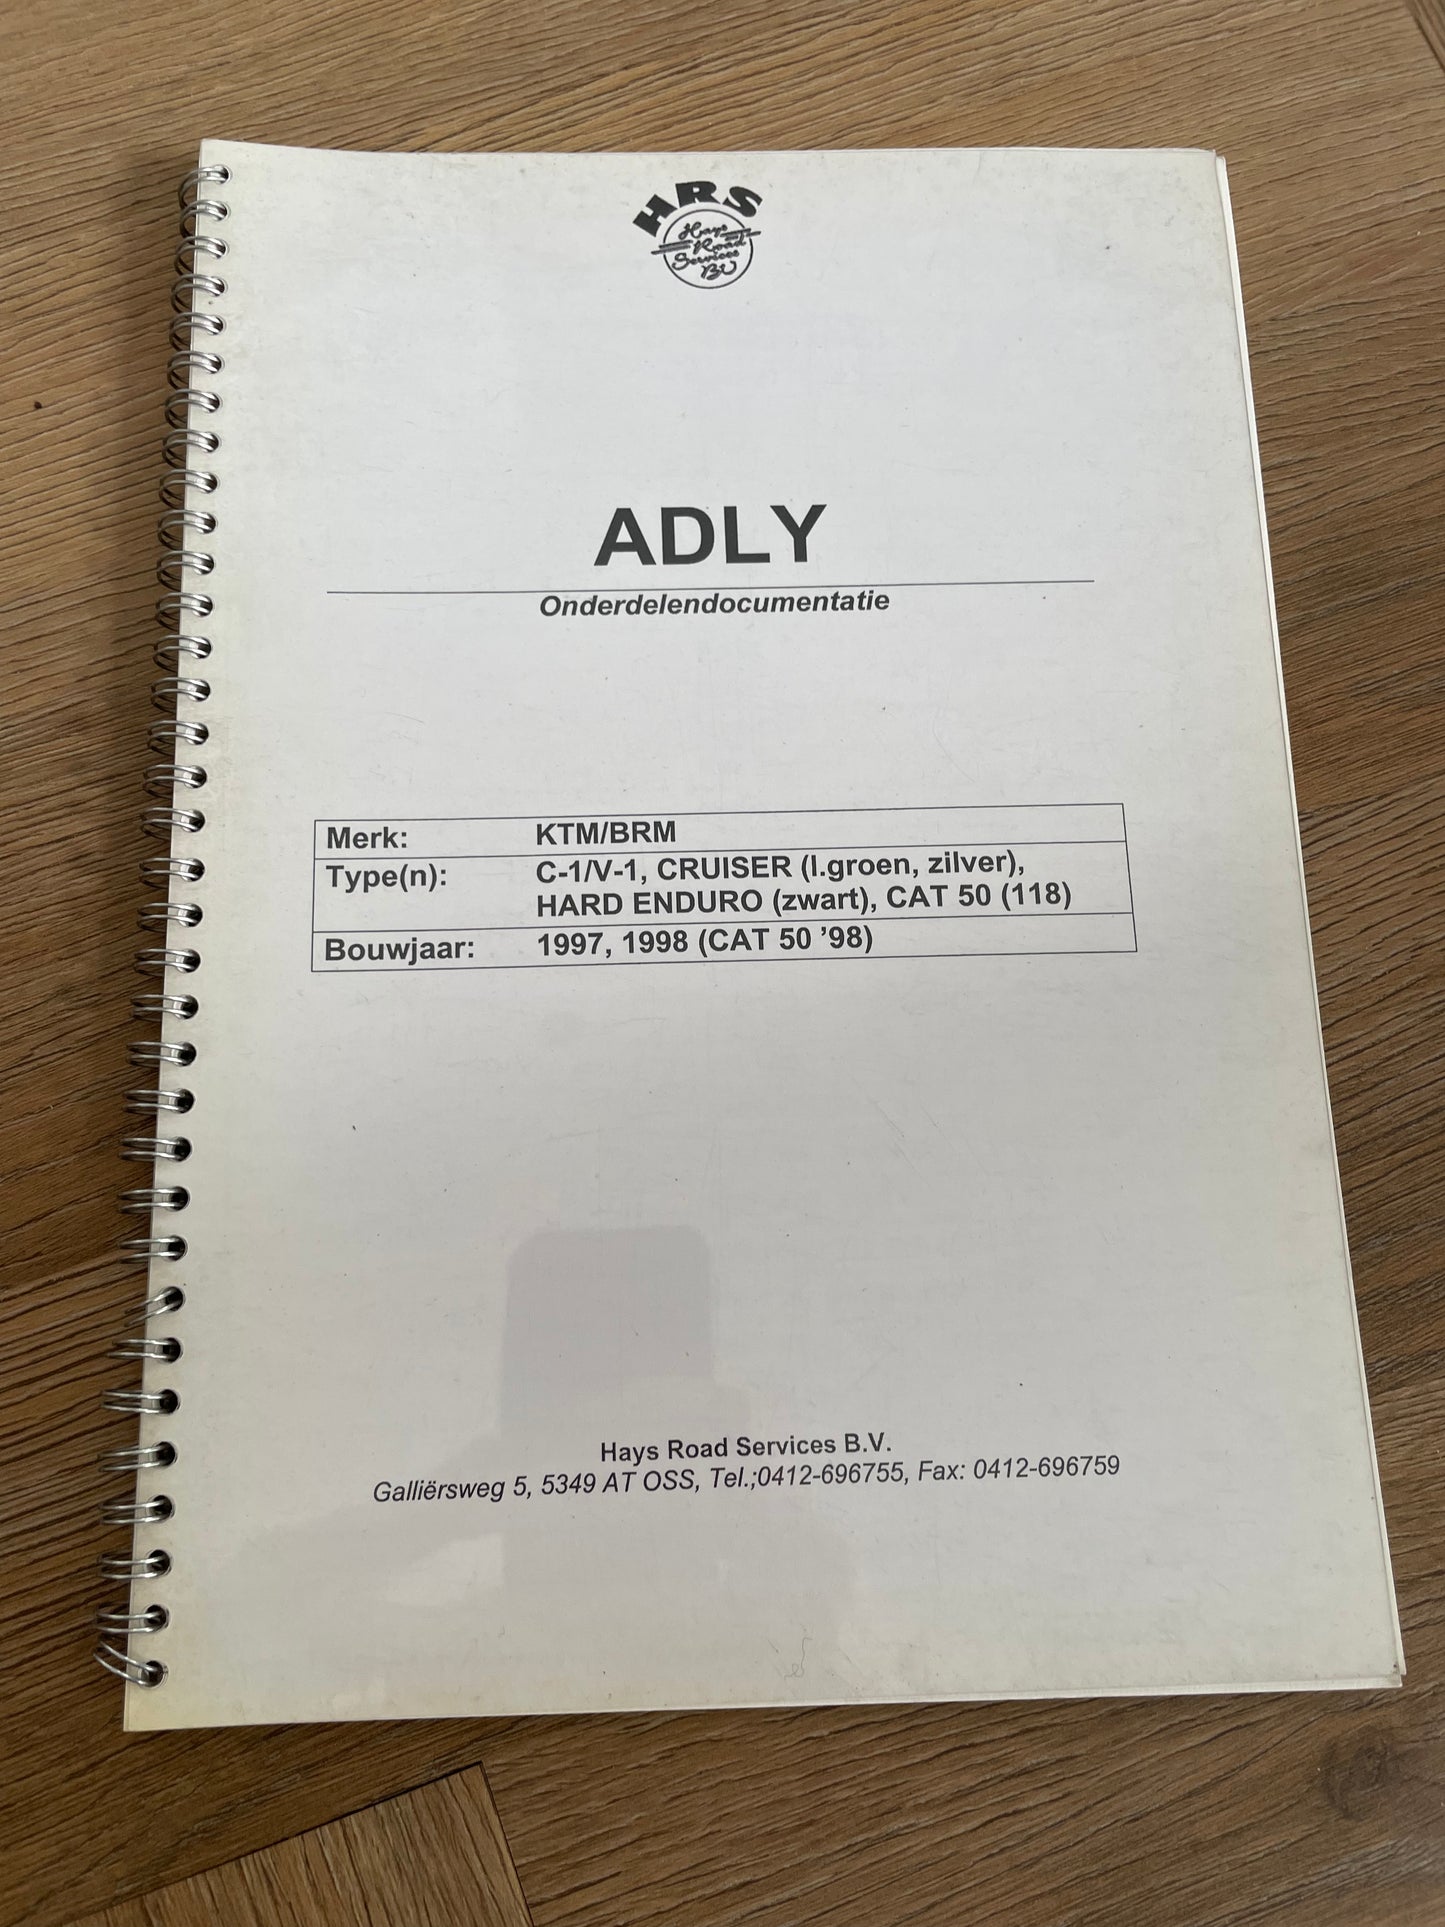 HRS
Hays
Road
Services
BV
ADLY
Onderdelendocumentatie
Merk: KTM/BRM
Type(n): C-1/V-1, CRUISER (l.groen, zilver),
HARD ENDURO (zwart), CAT 50 (118)
Bouwjaar: 1997, 1998 (CAT 50 ’98)
Hays Road Services B.V.
Galliërsweg 5, 5349 AT OSS, Tel.;0412-696755, Fax: 0412-696759